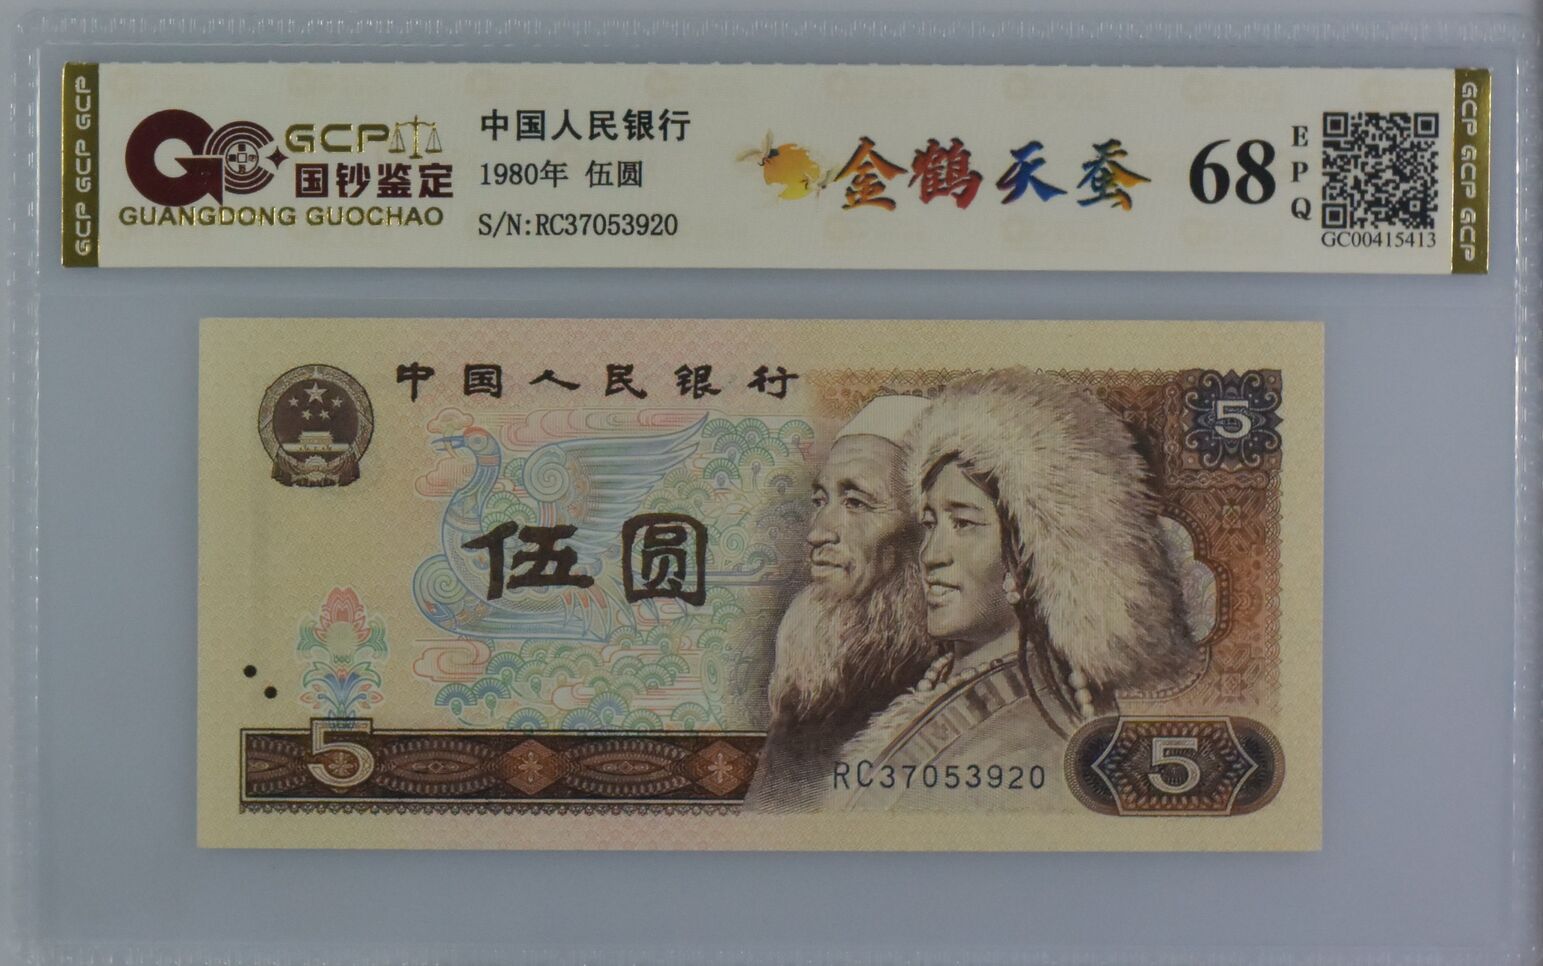 GCP GCP GCP
GCP
国钞鉴定
GUANGDONG GUOCHAO
中国人民银行
1980年 伍圆
S/N:RC37053920
金鹤天蚕
68
EPQ
GC00415413
GCP GCP GCP
中国人民银行
5
伍圆
5
RC37053920
5